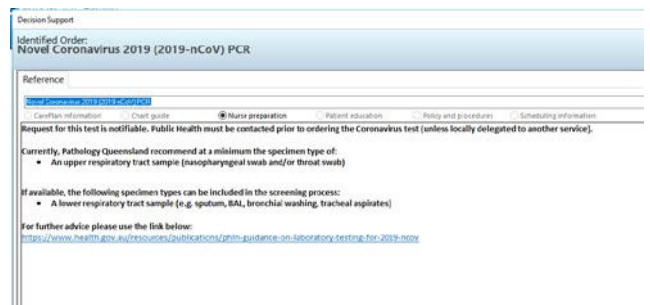 Decision Support
Identified Order:
Novel Coronavirus 2019 (2019-nCoV) PCR
Reference
Novel Coronavirus 2019 (2019-nCoV) PCR
CarePlan information Chart guide Nurse preparation Patient education Policy and procedures Scheduling information
Request for this test is notifiable. Public Health must be contacted prior to ordering the Coronavirus test (unless locally delegated to another service).
Currently, Pathology Queensland recommend at a minimum the specimen type of:
• An upper respiratory tract sample (nasopharyngeal swab and/or throat swab)
If available, the following specimen types can be included in the screening process:
• A lower respiratory tract sample (e.g. sputum, BAL, bronchial washing, tracheal aspirates)
For further advice please use the link below:
https://www.health.gov.au/resources/publications/phln-guidance-on-laboratory-testing-for-2019-ncov